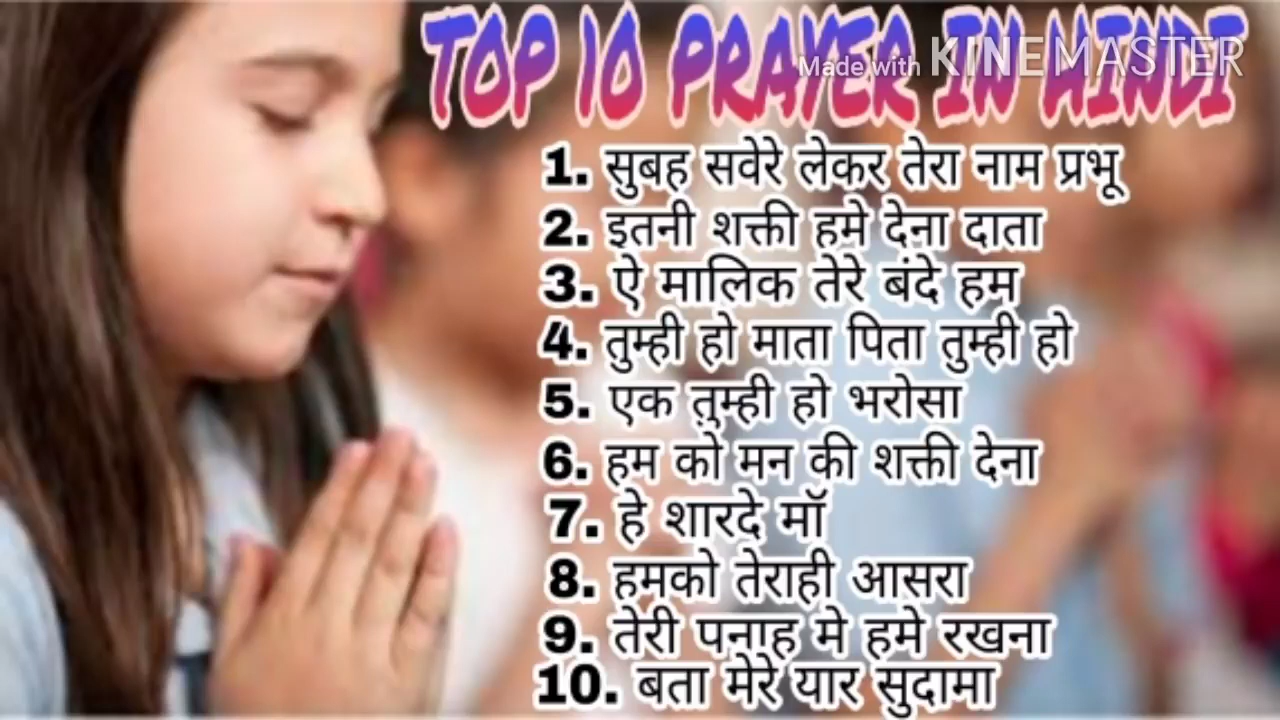 TOP 10 PRAYER IN HINDI
Made with KINEMASTER
1. सुबह सवेरे लेकर तेरा नाम प्रभू
2. इतनी शक्ती हमे देना दाता
3. ऐ मालिक तेरे बंदे हम
4. तुम्ही हो माता पिता तुम्ही हो
5. एक तुम्ही हो भरोसा
6. हम को मन की शक्ती देना
7. हे शारदे मॉ
8. हमको तेराही आसरा
9. तेरी पनाह मे हमे रखना
10. बता मेरे यार सुदामा